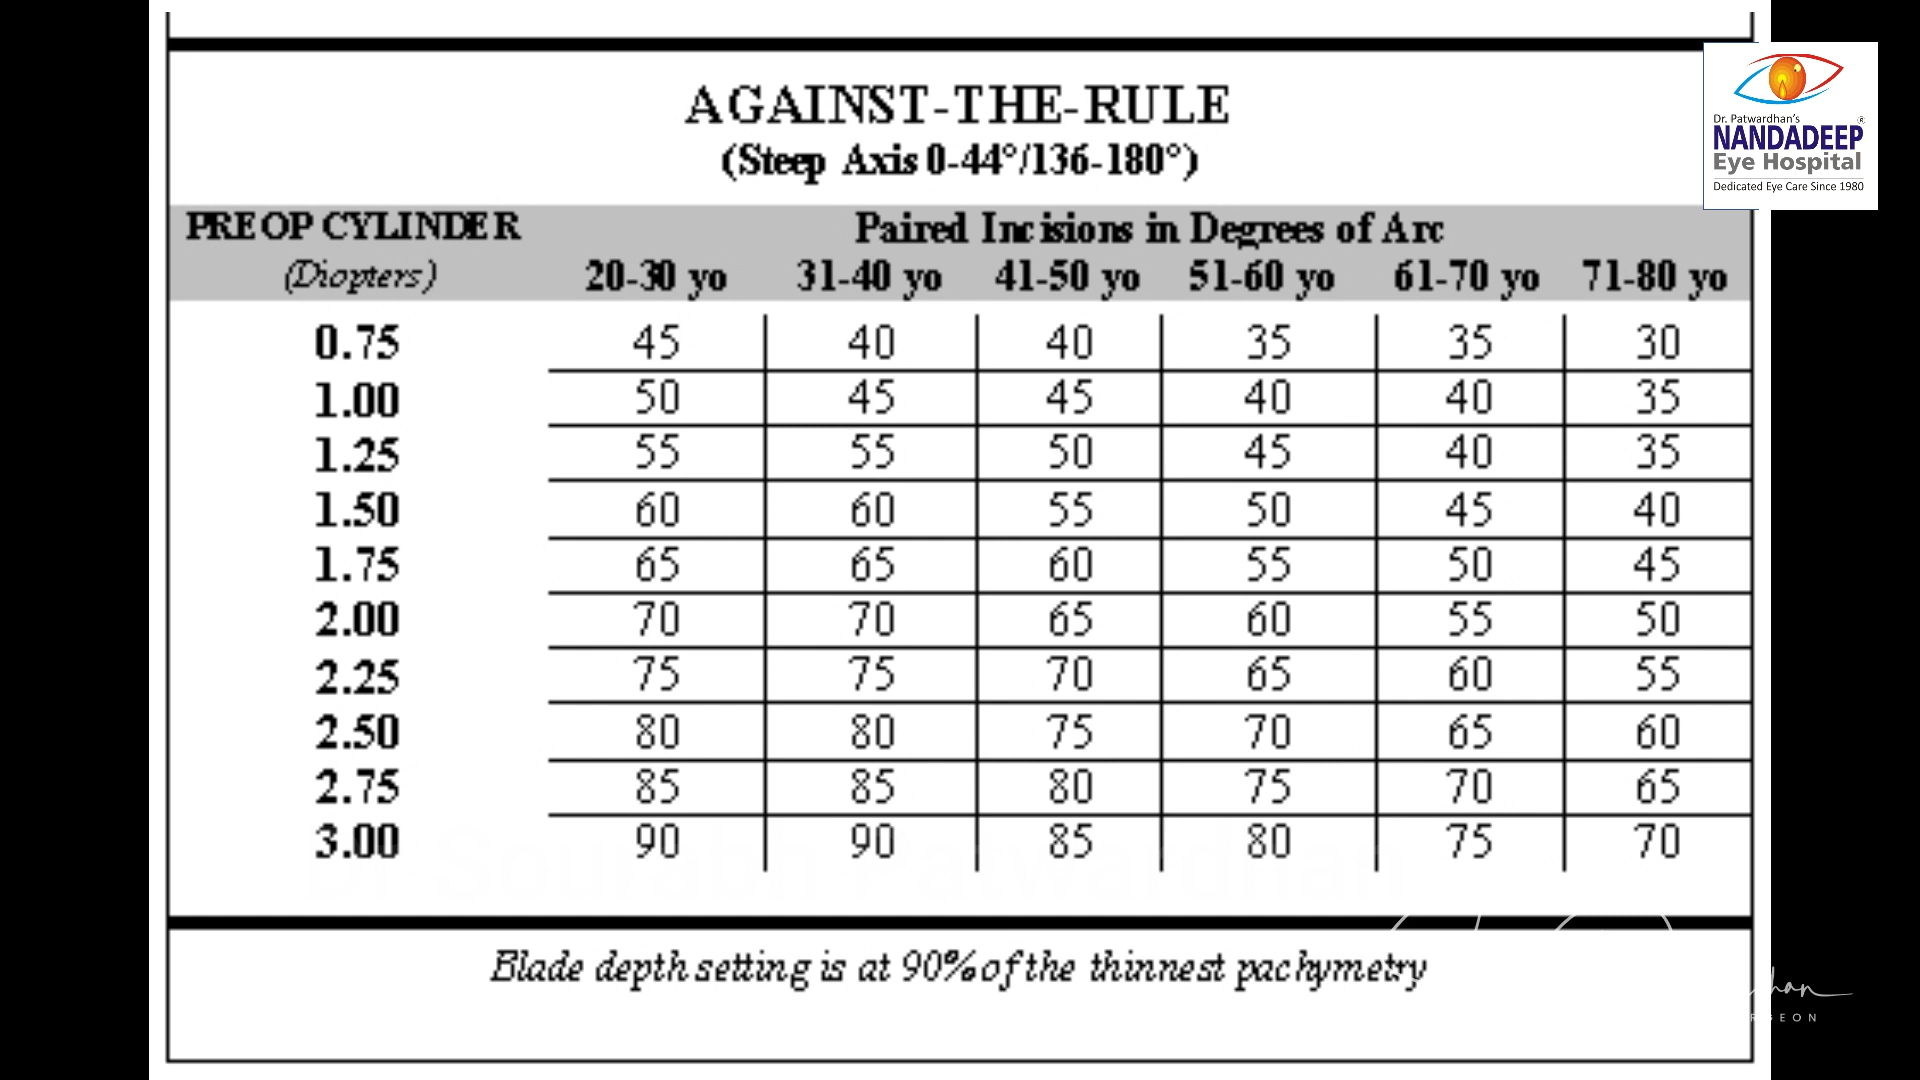 AGAINST-THE-RULE
(Steep Axis 0-44°/136-180°)
PREOP CYLINDER Paired Incisions in Degrees of Arc
(Diopters) 20-30 yo 31-40 yo 41-50 yo 51-60 yo 61-70 yo 71-80 yo
0.75 45 40 40 35 35 30
1.00 50 45 45 40 40 35
1.25 55 55 50 45 40 35
1.50 60 60 55 50 45 40
1.75 65 65 60 55 50 45
2.00 70 70 65 60 55 50
2.25 75 75 70 65 60 55
2.50 80 80 75 70 65 60
2.75 85 85 80 75 70 65
3.00 90 90 85 80 75 70
Blade depth setting is at 90% of the thinnest pachymetry
Dr. Patwardhan's
NANDADEEP ®
Eye Hospital
Dedicated Eye Care Since 1980